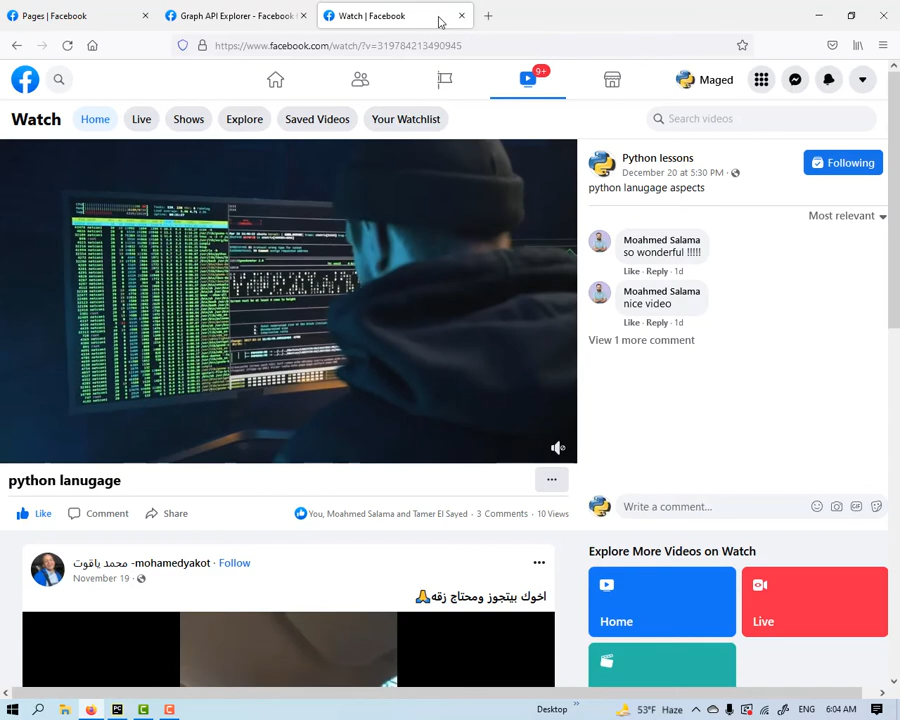 Pages | Facebook
Graph API Explorer - Facebook
Watch | Facebook
https://www.facebook.com/watch/?v=319784213490945
9+
Maged
Watch
Home
Live
Shows
Explore
Saved Videos
Your Watchlist
Search videos
Python lessons
December 20 at 5:30 PM
Following
python lanugage aspects
Most relevant
Moahmed Salama
so wonderful !!!!!
Like · Reply · 1d
Moahmed Salama
nice video
Like · Reply · 1d
View 1 more comment
python lanugage
Like
Comment
Share
You, Moahmed Salama and Tamer El Sayed · 3 Comments · 10 Views
Write a comment...
محمد ياقوت -mohamedyakot · Follow
November 19
اخوك بيتجوز ومحتاج زقه🙏
Explore More Videos on Watch
Home
Live
Desktop
53°F Haze
ENG
6:04 AM